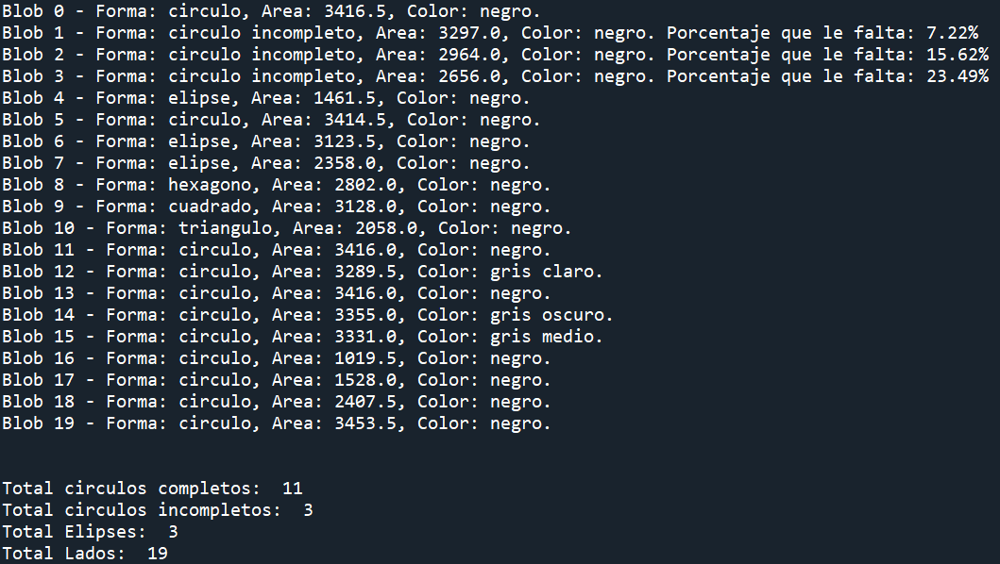 Blob 0 - Forma: circulo, Area: 3416.5, Color: negro.
Blob 1 - Forma: circulo incompleto, Area: 3297.0, Color: negro. Porcentaje que le falta: 7.22%
Blob 2 - Forma: circulo incompleto, Area: 2964.0, Color: negro. Porcentaje que le falta: 15.62%
Blob 3 - Forma: circulo incompleto, Area: 2656.0, Color: negro. Porcentaje que le falta: 23.49%
Blob 4 - Forma: elipse, Area: 1461.5, Color: negro.
Blob 5 - Forma: circulo, Area: 3414.5, Color: negro.
Blob 6 - Forma: elipse, Area: 3123.5, Color: negro.
Blob 7 - Forma: elipse, Area: 2358.0, Color: negro.
Blob 8 - Forma: hexagono, Area: 2802.0, Color: negro.
Blob 9 - Forma: cuadrado, Area: 3128.0, Color: negro.
Blob 10 - Forma: triangulo, Area: 2058.0, Color: negro.
Blob 11 - Forma: circulo, Area: 3416.0, Color: negro.
Blob 12 - Forma: circulo, Area: 3289.5, Color: gris claro.
Blob 13 - Forma: circulo, Area: 3416.0, Color: negro.
Blob 14 - Forma: circulo, Area: 3355.0, Color: gris oscuro.
Blob 15 - Forma: circulo, Area: 3331.0, Color: gris medio.
Blob 16 - Forma: circulo, Area: 1019.5, Color: negro.
Blob 17 - Forma: circulo, Area: 1528.0, Color: negro.
Blob 18 - Forma: circulo, Area: 2407.5, Color: negro.
Blob 19 - Forma: circulo, Area: 3453.5, Color: negro.
Total circulos completos:  11
Total circulos incompletos:  3
Total Elipses:  3
Total Lados:  19